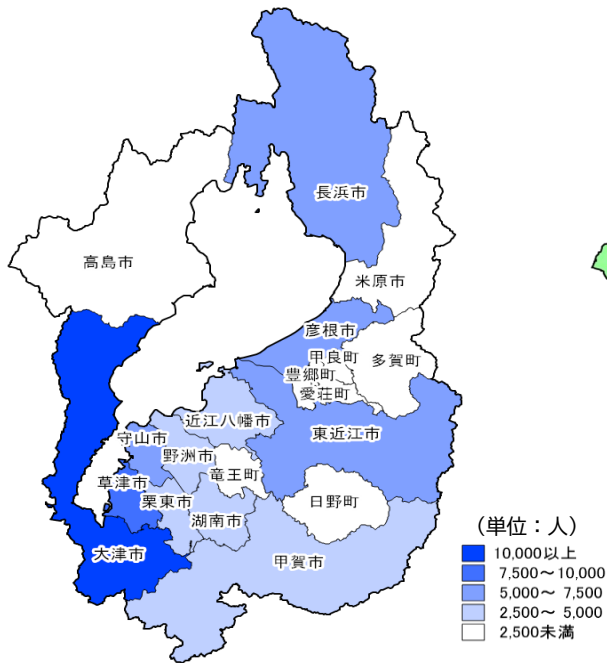 長浜市
高島市
米原市
彦根市
甲良町
多賀町
豊郷町
愛荘町
近江八幡市
守山市
東近江市
野洲市
竜王町
草津市
栗東市
日野町
湖南市
大津市
甲賀市
(単位：人)
10,000以上
7,500～10,000
5,000～ 7,500
2,500～ 5,000
2,500未満